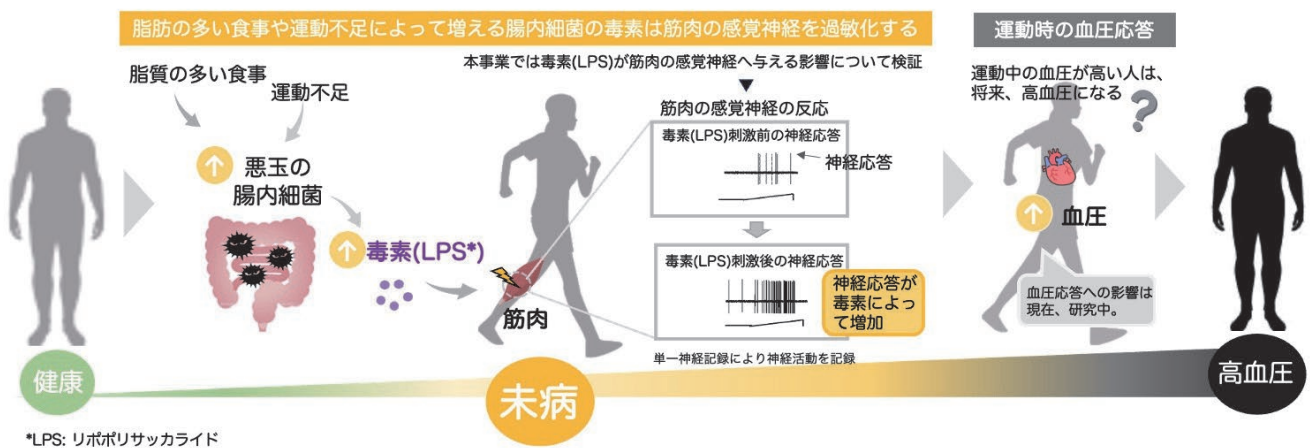 脂肪の多い食事や運動不足によって増える腸内細菌の毒素は筋肉の感覚神経を過敏化する
運動時の血圧応答
脂質の多い食事
運動不足
悪玉の
腸内細菌
毒素(LPS*)
本事業では毒素(LPS)が筋肉の感覚神経へ与える影響について検証
筋肉の感覚神経の反応
毒素(LPS)刺激前の神経応答
神経応答
毒素(LPS)刺激後の神経応答
神経応答が
毒素によっ
て増加
筋肉
単一神経記録により神経活動を記録
運動中の血圧が高い人は、
将来、高血圧になる
?
血圧
血圧応答への影響は
現在、研究中。
健康
未病
高血圧
*LPS: リポポリサッカライド